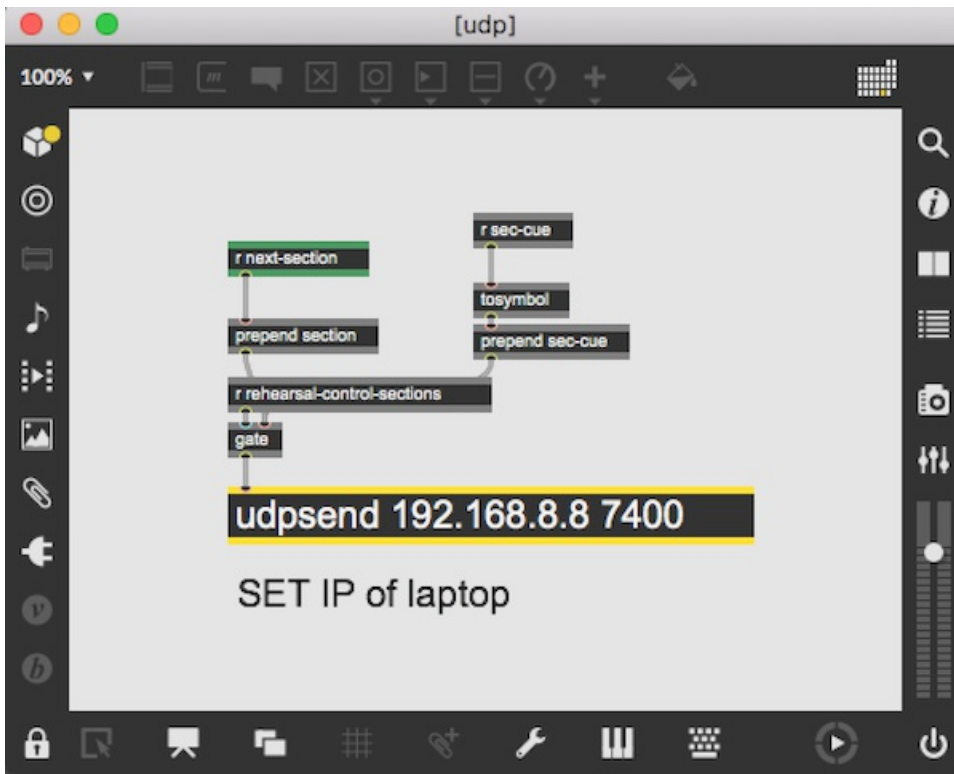 [udp]
100%
r sec-cue
r next-section
tosymbol
prepend section
prepend sec-cue
r rehearsal-control-sections
gate
udpsend 192.168.8.8 7400
SET IP of laptop